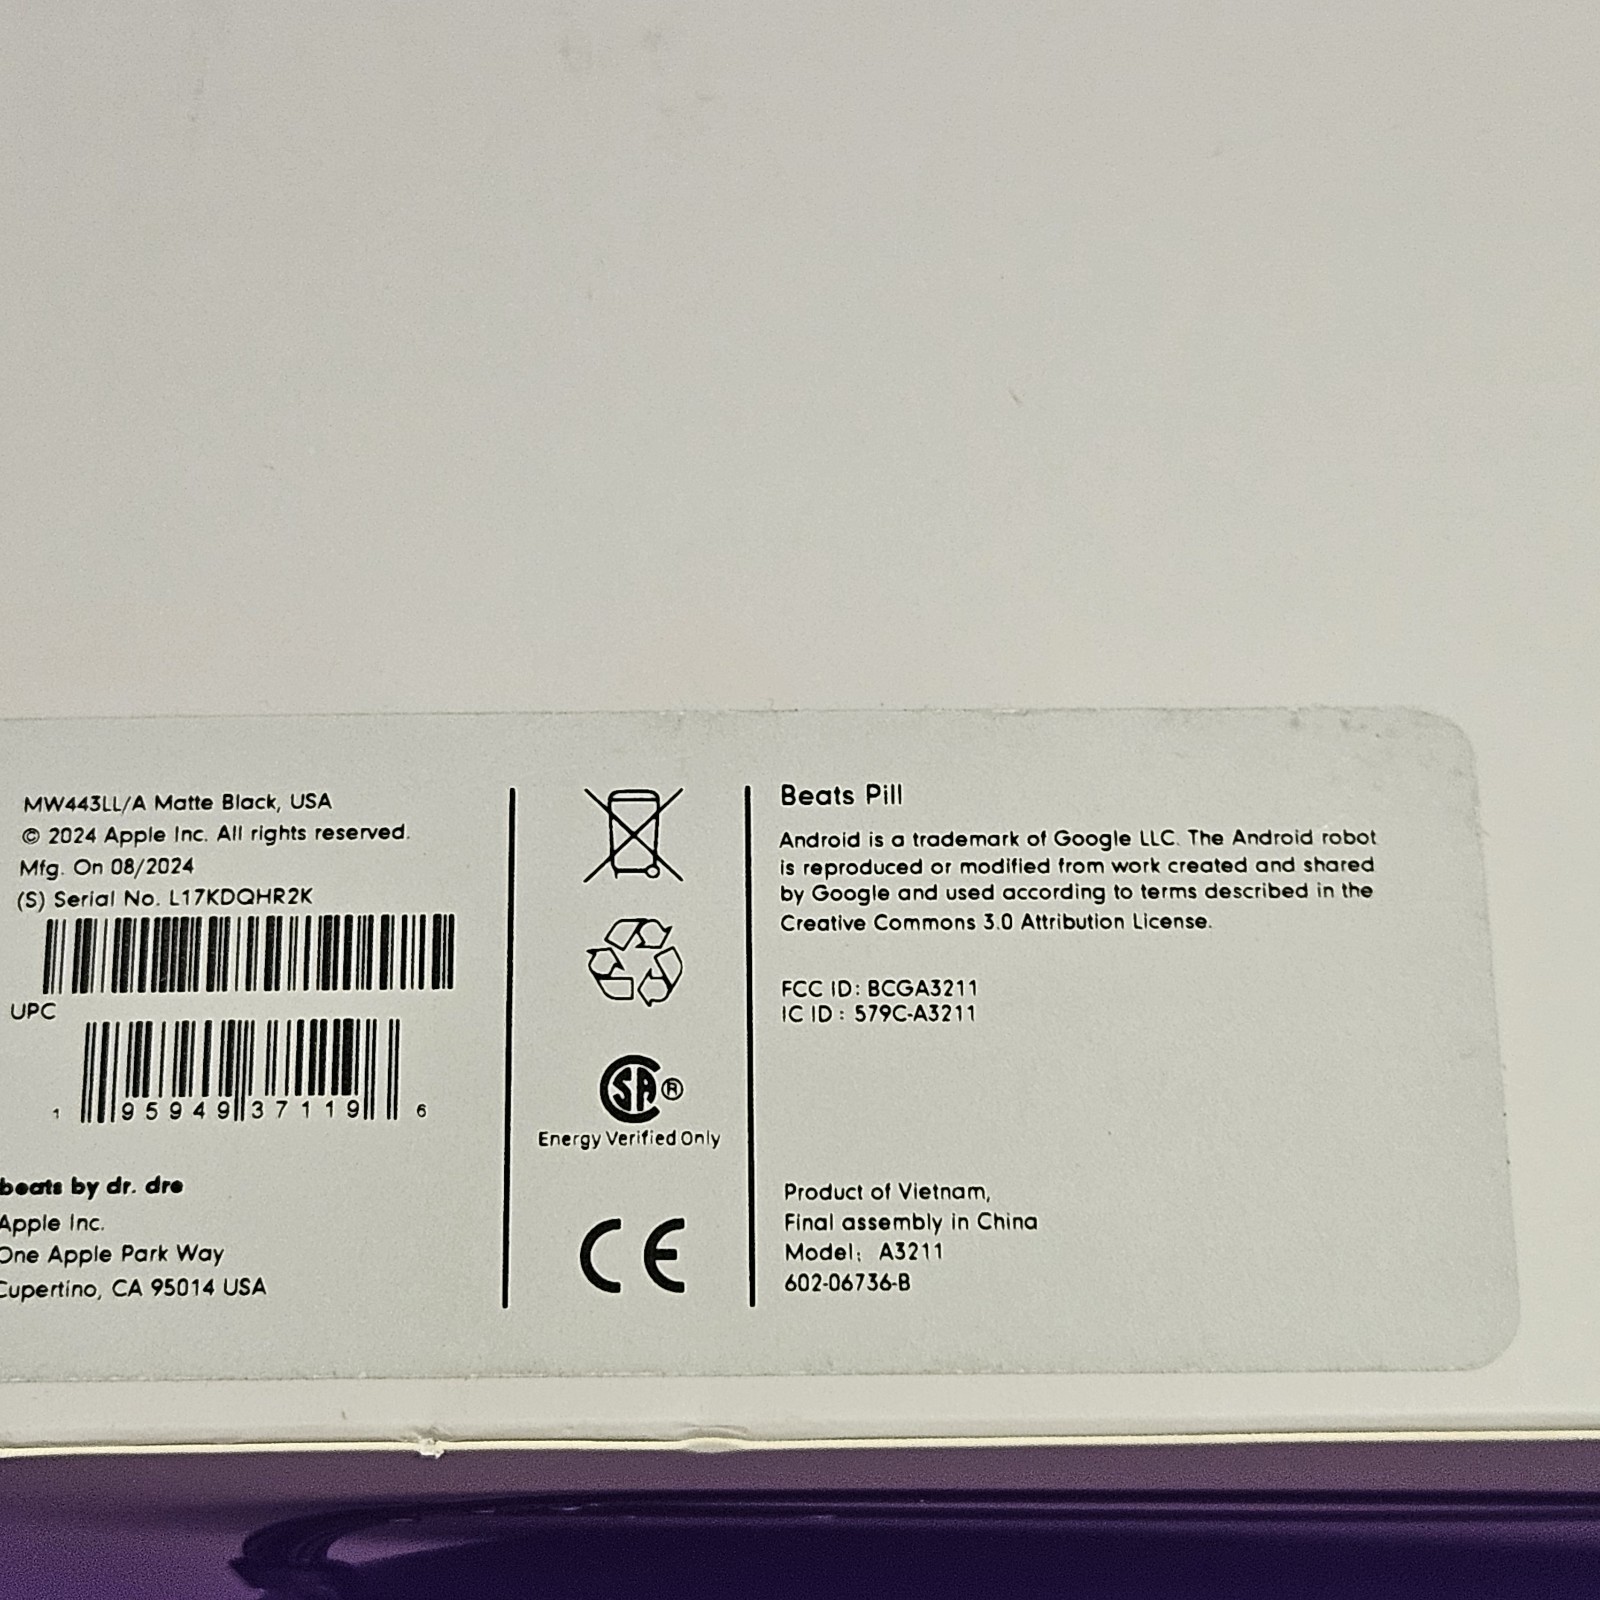 MW443LL/A Matte Black, USA
© 2024 Apple Inc. All rights reserved.
Mfg. On 08/2024
(S) Serial No. L17KDQHR2K
UPC
1 95949 37119 6
beats by dr. dre
Apple Inc.
One Apple Park Way
Cupertino, CA 95014 USA
SA®
Energy Verified Only
CE
Beats Pill
Android is a trademark of Google LLC. The Android robot
is reproduced or modified from work created and shared
by Google and used according to terms described in the
Creative Commons 3.0 Attribution License.
FCC ID: BCGA3211
IC ID : 579C-A3211
Product of Vietnam,
Final assembly in China
Model: A3211
602-06736-B